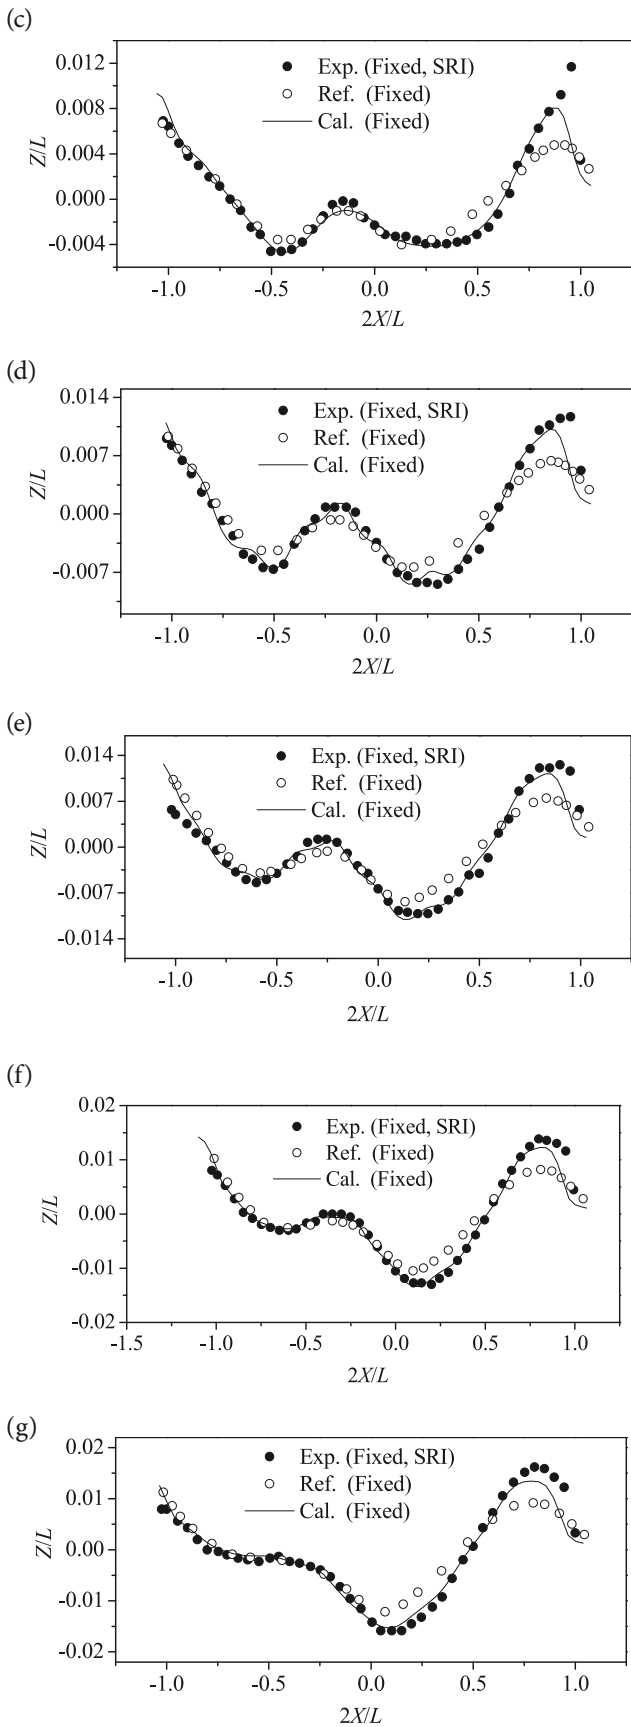 (c)
0.012
0.008
0.004
0.000
-0.004
Z/L
Exp. (Fixed, SRI)
Ref. (Fixed)
Cal. (Fixed)
-1.0 -0.5 0.0 0.5 1.0
2X/L
(d)
0.014
0.007
0.000
-0.007
Z/L
Exp. (Fixed, SRI)
Ref. (Fixed)
Cal. (Fixed)
-1.0 -0.5 0.0 0.5 1.0
2X/L
(e)
0.014
0.007
0.000
-0.007
-0.014
Z/L
Exp. (Fixed, SRI)
Ref. (Fixed)
Cal. (Fixed)
-1.0 -0.5 0.0 0.5 1.0
2X/L
(f)
0.02
0.01
0.00
-0.01
-0.02
Z/L
Exp. (Fixed, SRI)
Ref. (Fixed)
Cal. (Fixed)
-1.5 -1.0 -0.5 0.0 0.5 1.0
2X/L
(g)
0.02
0.01
0.00
-0.01
-0.02
Z/L
Exp. (Fixed, SRI)
Ref. (Fixed)
Cal. (Fixed)
-1.0 -0.5 0.0 0.5 1.0
2X/L